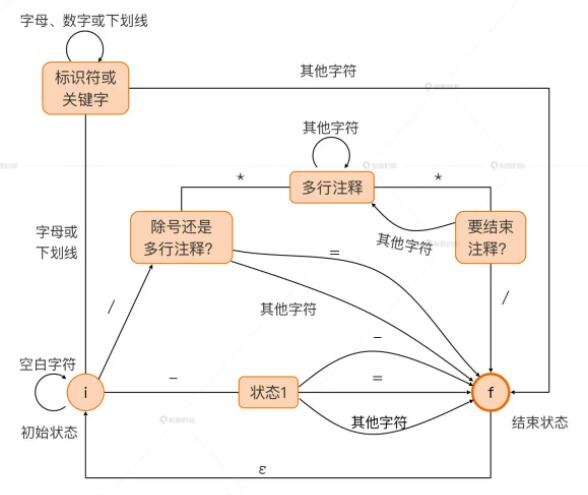 字母、数字或下划线
标识符或
关键字
其他字符
其他字符
*
多行注释
*
除号还是
多行注释?
要结束
注释?
其他字符
字母或
下划线
=
/
其他字符
/
空白字符
i
-
状态1
-
=
其他字符
f
初始状态
结束状态
ε